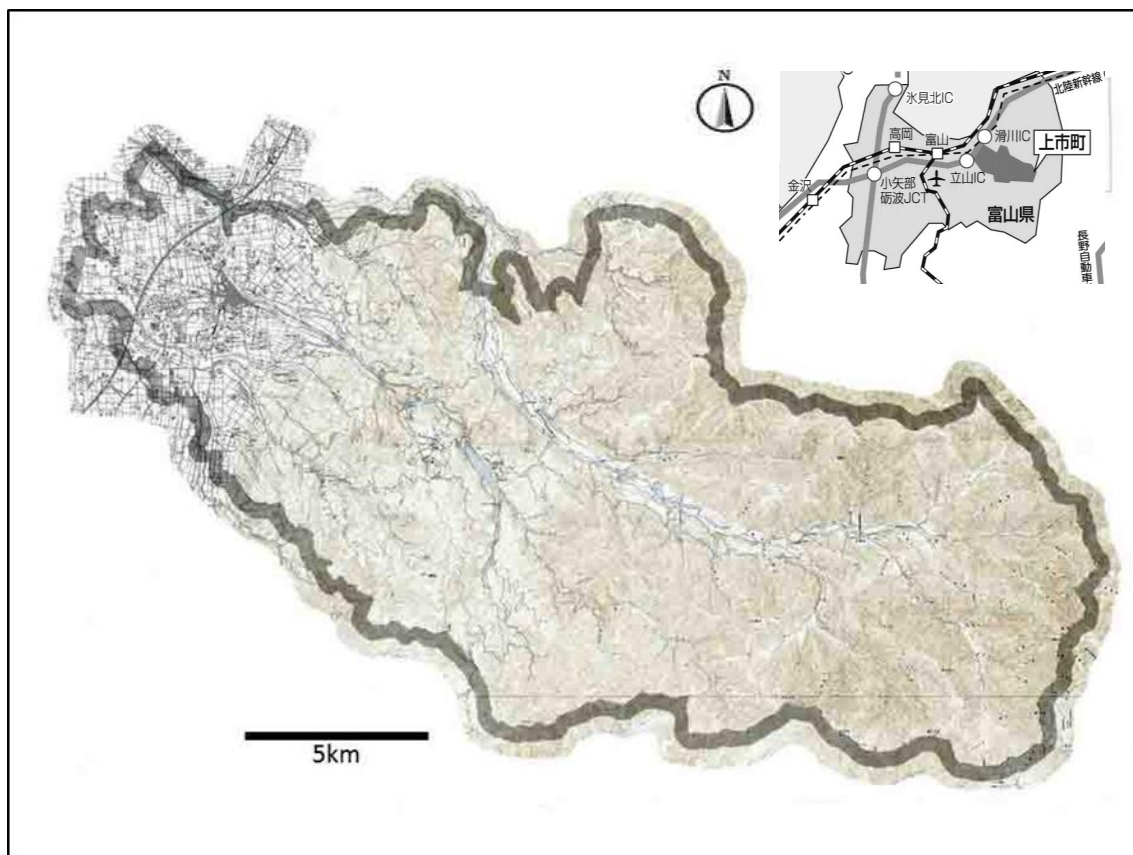 N
氷見北IC
北陸新幹線
高岡
富山
滑川IC
上市町
金沢
小矢部
砺波JCT
立山IC
富山県
長野自動車
5km